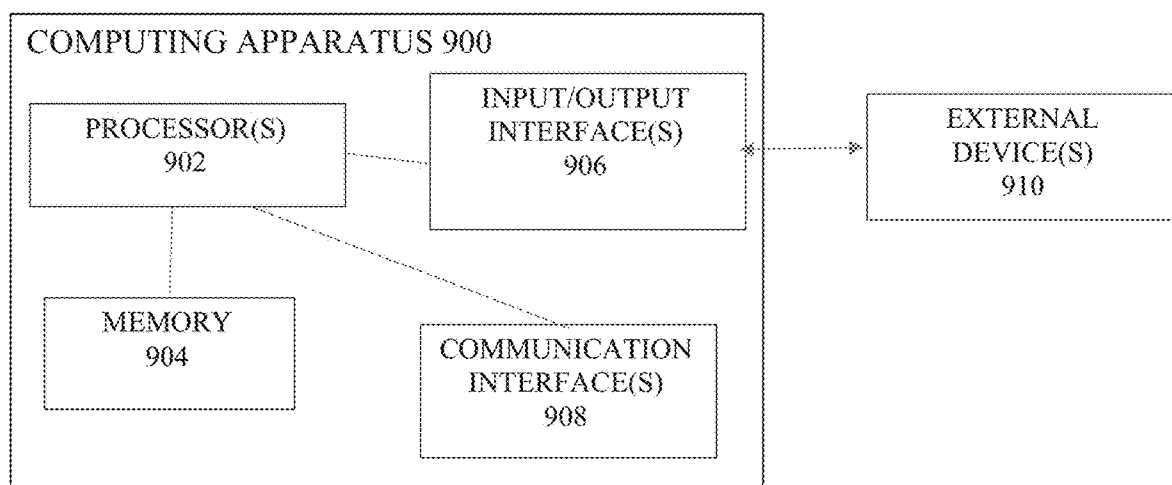 COMPUTING APPARATUS 900
PROCESSOR(S)
902
INPUT/OUTPUT
INTERFACE(S)
906
EXTERNAL
DEVICE(S)
910
MEMORY
904
COMMUNICATION
INTERFACE(S)
908